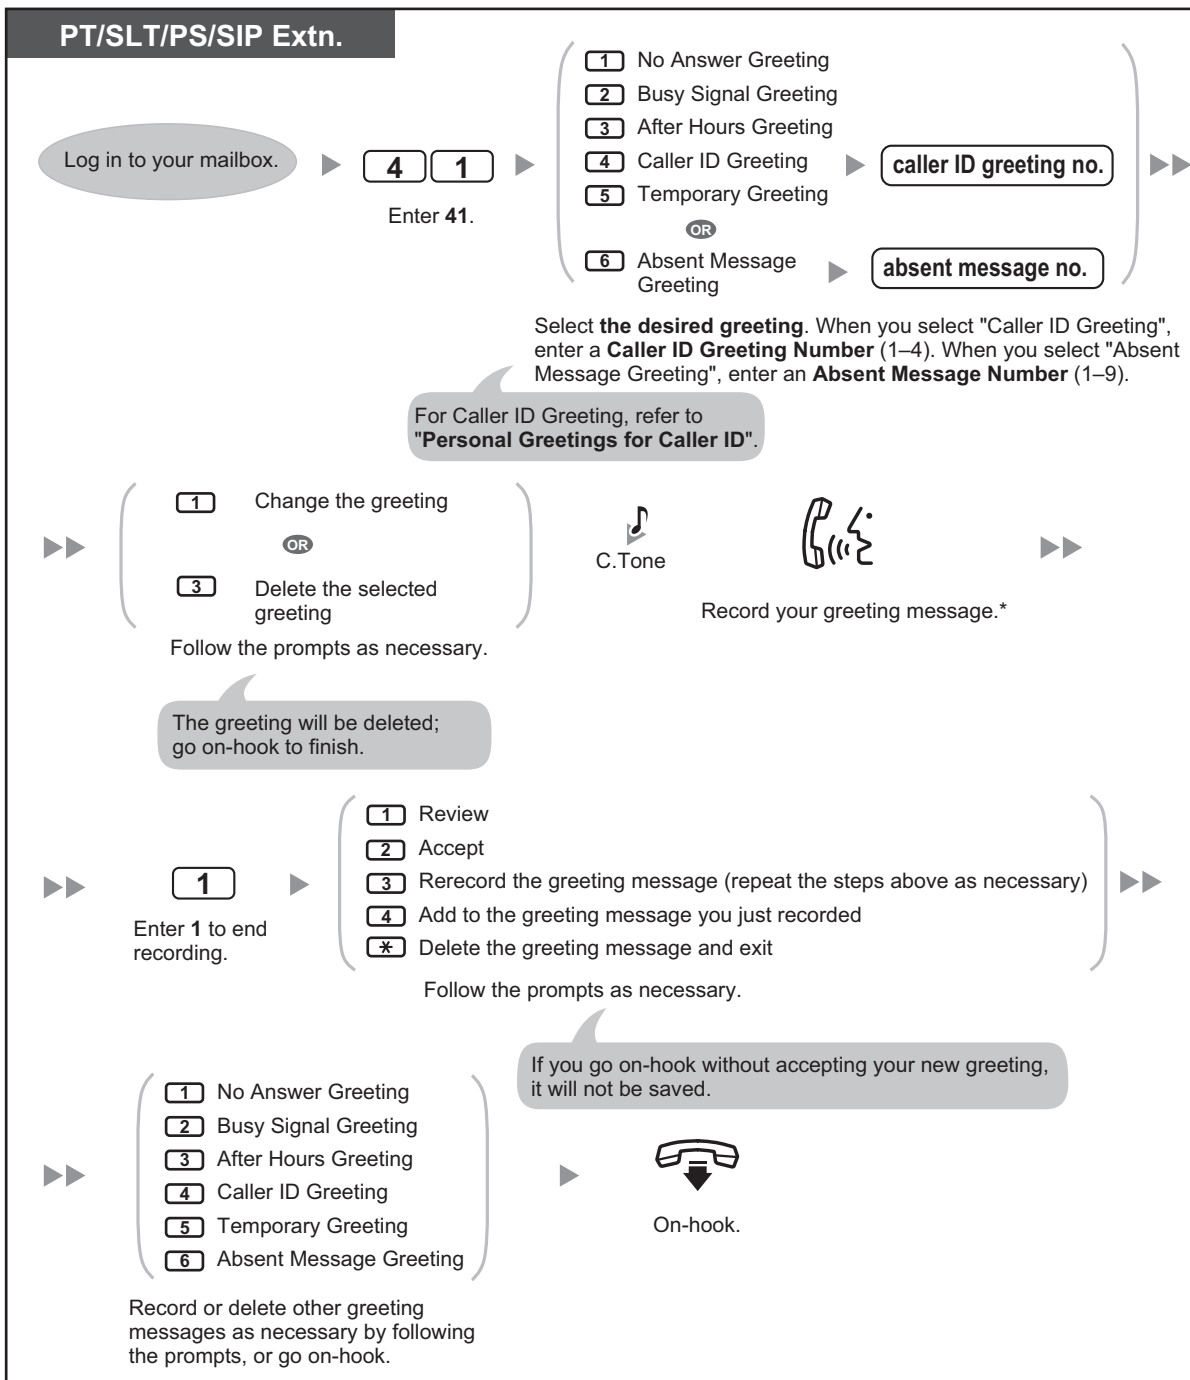 PT/SLT/PS/SIP Extn.
Log in to your mailbox.
4 1
Enter 41.
1 No Answer Greeting
2 Busy Signal Greeting
3 After Hours Greeting
4 Caller ID Greeting
caller ID greeting no.
5 Temporary Greeting
OR
6 Absent Message
Greeting
absent message no.
Select the desired greeting. When you select "Caller ID Greeting",
enter a Caller ID Greeting Number (1–4). When you select "Absent
Message Greeting", enter an Absent Message Number (1–9).
For Caller ID Greeting, refer to
"Personal Greetings for Caller ID".
1 Change the greeting
OR
3 Delete the selected
greeting
Follow the prompts as necessary.
The greeting will be deleted;
go on-hook to finish.
C.Tone
Record your greeting message.*
1
Enter 1 to end
recording.
1 Review
2 Accept
3 Rerecord the greeting message (repeat the steps above as necessary)
4 Add to the greeting message you just recorded
* Delete the greeting message and exit
Follow the prompts as necessary.
If you go on-hook without accepting your new greeting,
it will not be saved.
1 No Answer Greeting
2 Busy Signal Greeting
3 After Hours Greeting
4 Caller ID Greeting
5 Temporary Greeting
6 Absent Message Greeting
Record or delete other greeting
messages as necessary by following
the prompts, or go on-hook.
On-hook.